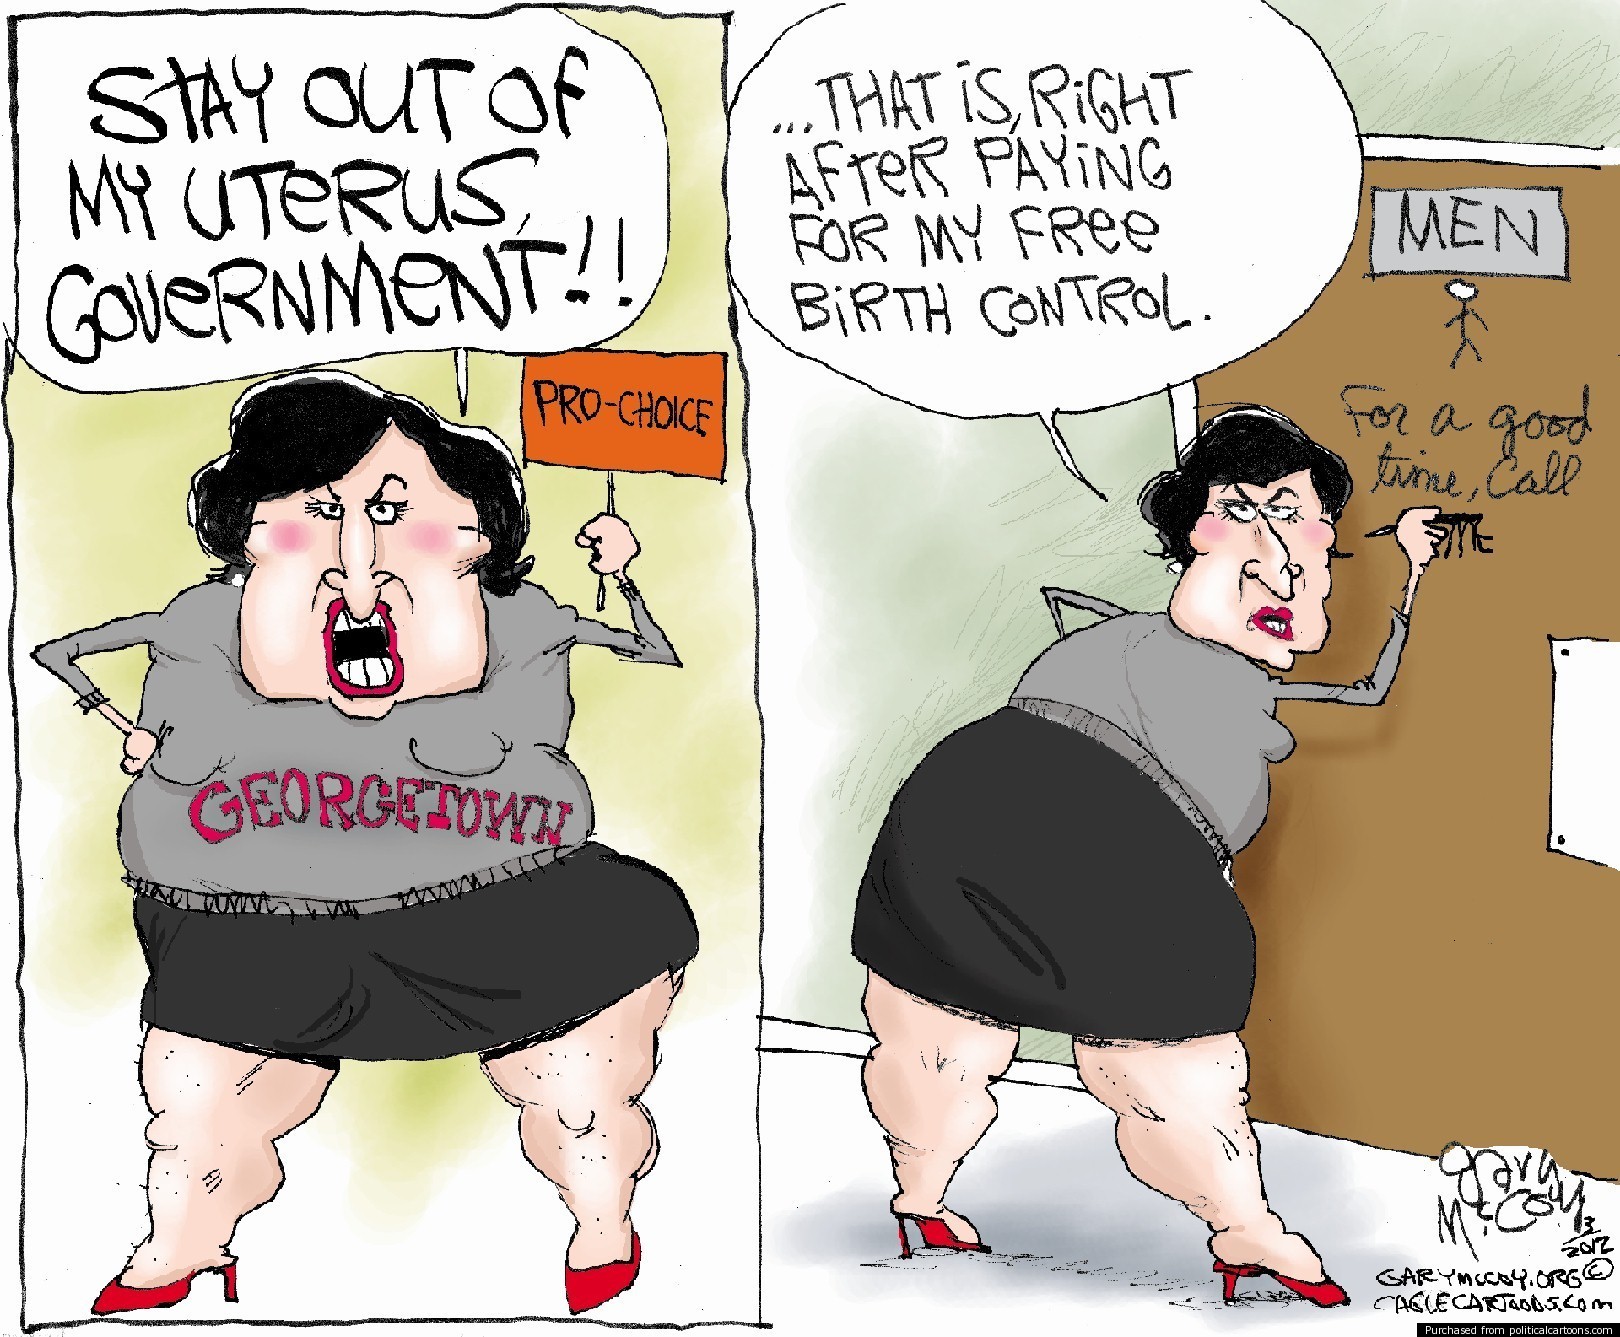 STAY OUT OF
MY UTERUS,
GOVERNMENT!!
PRO-CHOICE
GEORGETOWN
...THAT iS, RiGHT
AFTER PAYiNG
FOR MY FREE
BiRTH CONTROL.
MEN
For a good
time, Call
ME
Gary
McCoy
3
2012
GARYMCCOY.ORG ©
CAGLECARTOONS.COM
Purchased from politicalcartoons.com